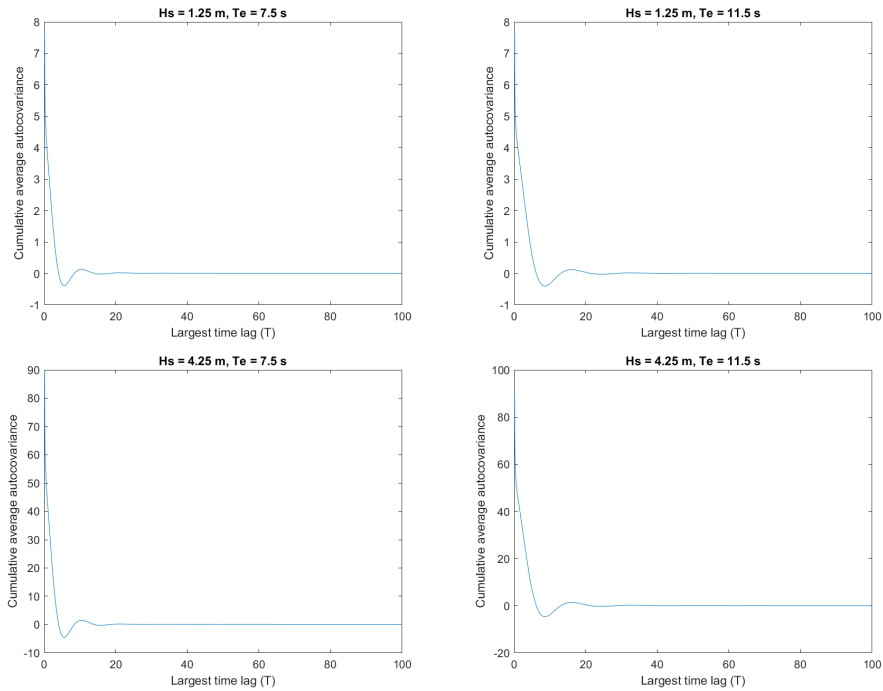 Hs = 1.25 m, Te = 7.5 s
8
7
6
5
4
3
2
1
0
-1
Cumulative average autocovariance
0 20 40 60 80 100
Largest time lag (T)
Hs = 1.25 m, Te = 11.5 s
8
7
6
5
4
3
2
1
0
-1
Cumulative average autocovariance
0 20 40 60 80 100
Largest time lag (T)
Hs = 4.25 m, Te = 7.5 s
90
80
70
60
50
40
30
20
10
0
-10
Cumulative average autocovariance
0 20 40 60 80 100
Largest time lag (T)
Hs = 4.25 m, Te = 11.5 s
100
80
60
40
20
0
-20
Cumulative average autocovariance
0 20 40 60 80 100
Largest time lag (T)